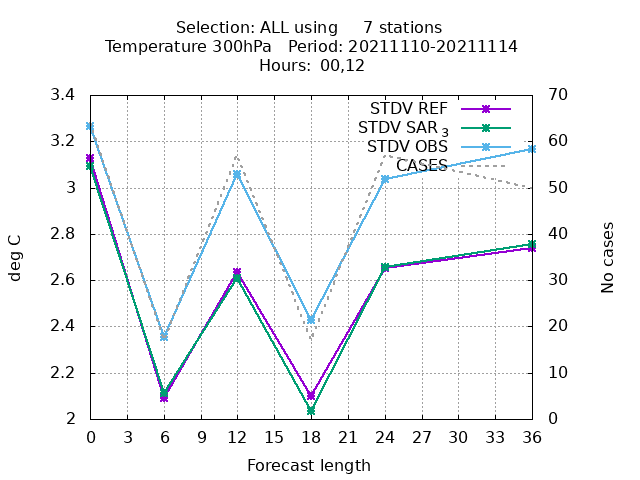 Selection: ALL using 7 stations
Temperature 300hPa Period: 20211110-20211114
Hours: 00,12
3.4
3.2
3
2.8
2.6
2.4
2.2
2
deg C
STDV REF
STDV SAR3
STDV OBS
CASES
70
60
50
40
30
20
10
0
No cases
0 3 6 9 12 15 18 21 24 27 30 33 36
Forecast length